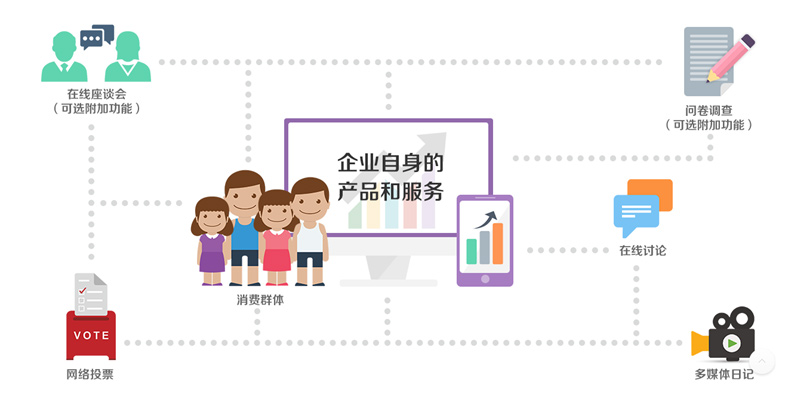 在线座谈会
（可选附加功能）
问卷调查
（可选附加功能）
企业自身的
产品和服务
在线讨论
消费群体
VOTE
网络投票
多媒体日记